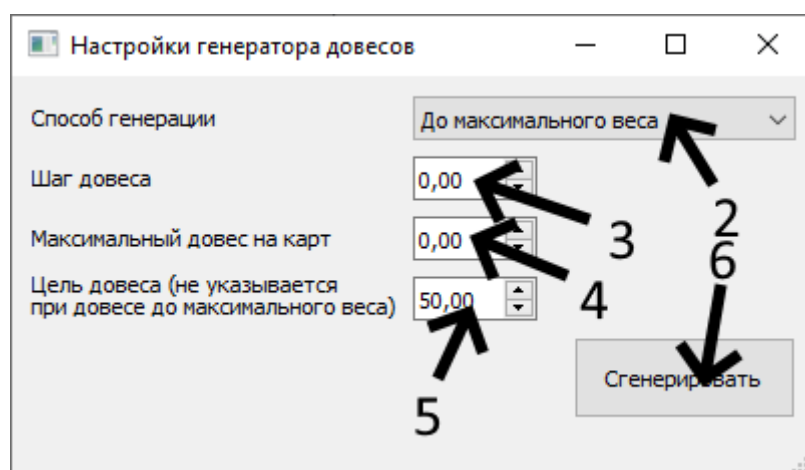 Настройки генератора довесов
Способ генерации
До максимального веса
Шаг довеса
0,00
3
2
Максимальный довес на карт
0,00
4
6
Цель довеса (не указывается
при довесе до максимального веса)
50,00
5
Сгенерировать